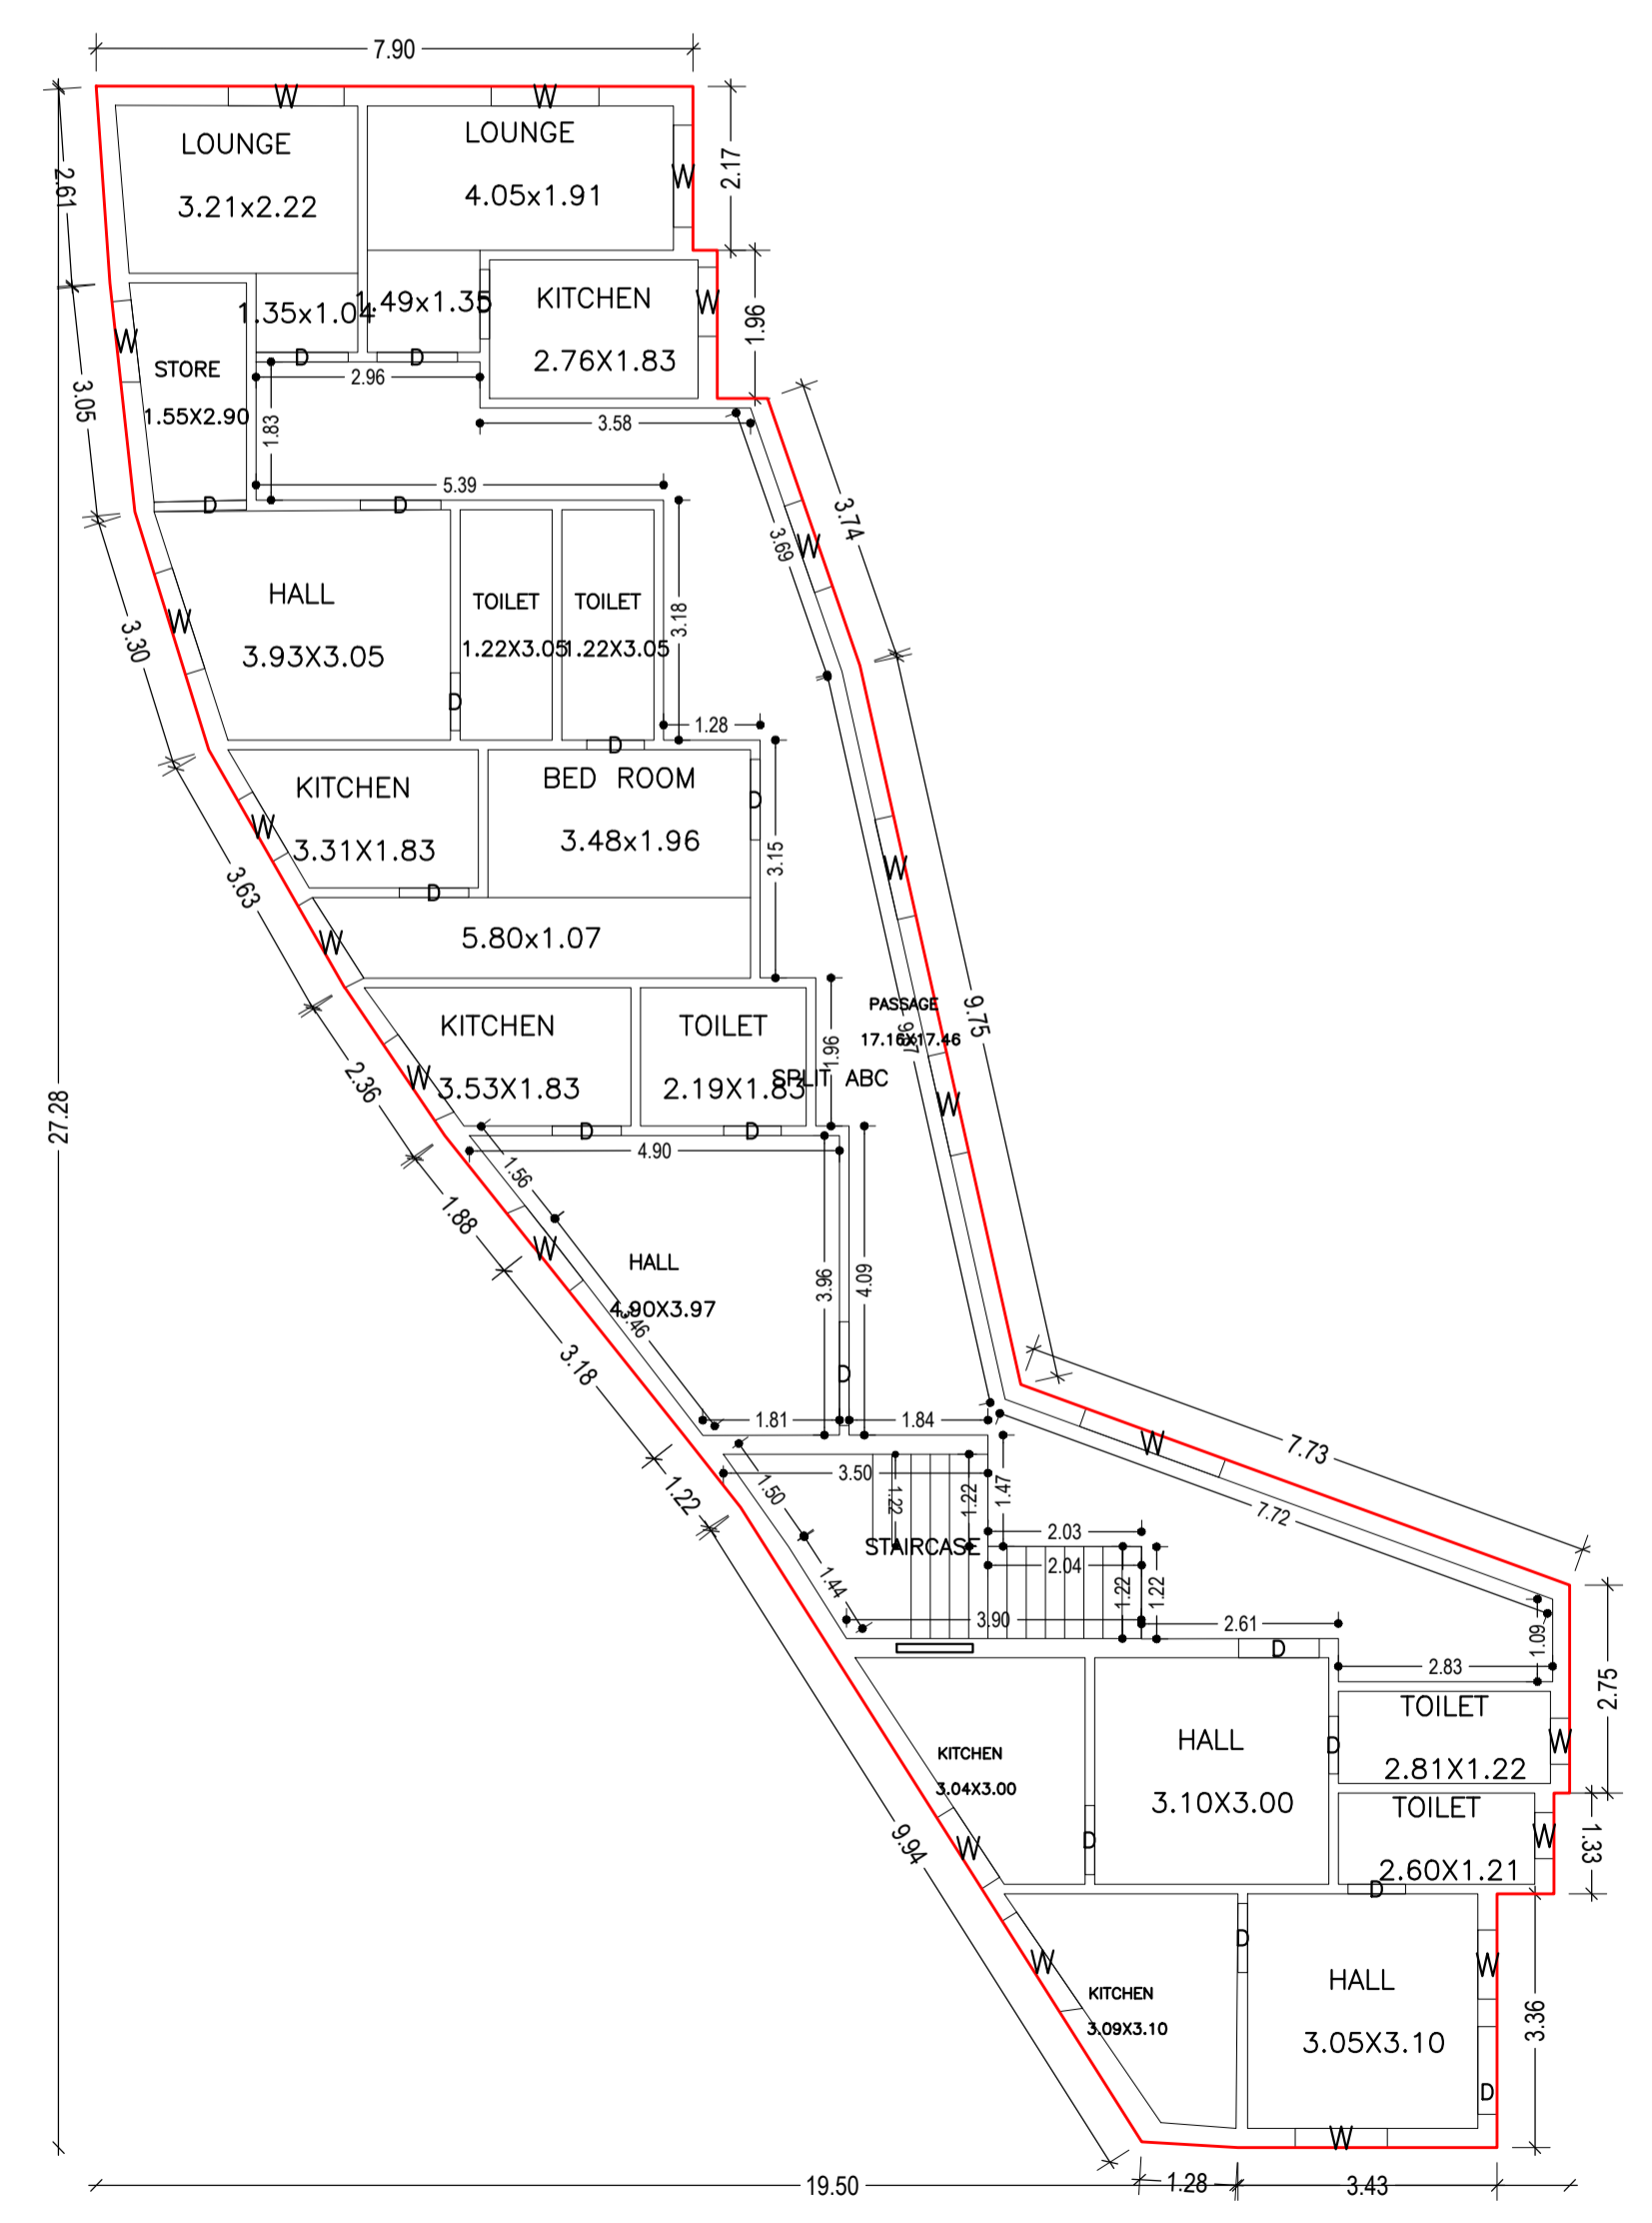 7.90
W
W
LOUNGE
LOUNGE
2.17
2.61
W
3.21x2.22
4.05x1.91
1.35x1.04
1.49x1.35
KITCHEN
W
1.96
W
STORE
D
D
2.76X1.83
2.96
3.05
1.55X2.90
1.83
3.58
5.39
D
D
3.74
3.69
W
HALL
TOILET
TOILET
3.18
W
3.30
3.93X3.05
1.22X3.05
1.22X3.05
D
1.28
D
KITCHEN
BED ROOM
D
W
3.31X1.83
3.48x1.96
3.15
W
3.63
D
W
5.80x1.07
PASSAGE
17.16X17.46
9.75
KITCHEN
TOILET
1.96
SPLIT ABC
2.36
W
3.53X1.83
2.19X1.83
W
27.28
D
D
4.90
1.56
1.88
W
HALL
4.90X3.97
3.46
3.96
4.09
3.18
D
1.81
1.84
W
7.73
3.50
1.50
1.22
1.22
1.47
1.22
7.72
STAIRCASE
2.03
2.04
1.44
1.22
1.22
3.90
2.61
1.09
D
2.83
2.75
TOILET
KITCHEN
HALL
D
W
3.04X3.00
2.81X1.22
3.10X3.00
TOILET
9.94
W
D
W
1.33
2.60X1.21
D
W
D
W
HALL
KITCHEN
3.36
3.09X3.10
3.05X3.10
D
W
19.50
1.28
3.43